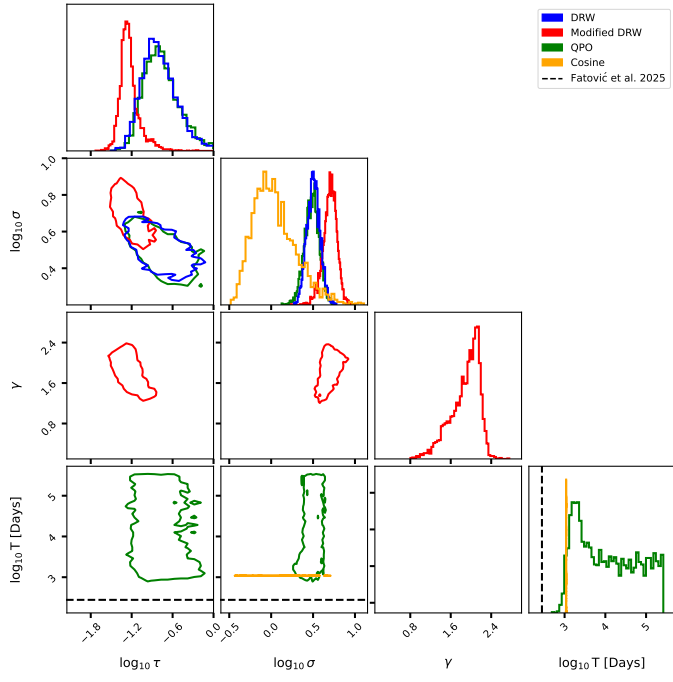 DRW
Modified DRW
QPO
Cosine
Fatović et al. 2025
log₁₀ σ
1.0
0.8
0.6
0.4
γ
2.4
1.6
0.8
log₁₀ T [Days]
5
4
3
−1.8
−1.2
−0.6
0.0
−0.5
0.0
0.5
1.0
0.8
1.6
2.4
3
4
5
log₁₀ τ
log₁₀ σ
γ
log₁₀ T [Days]